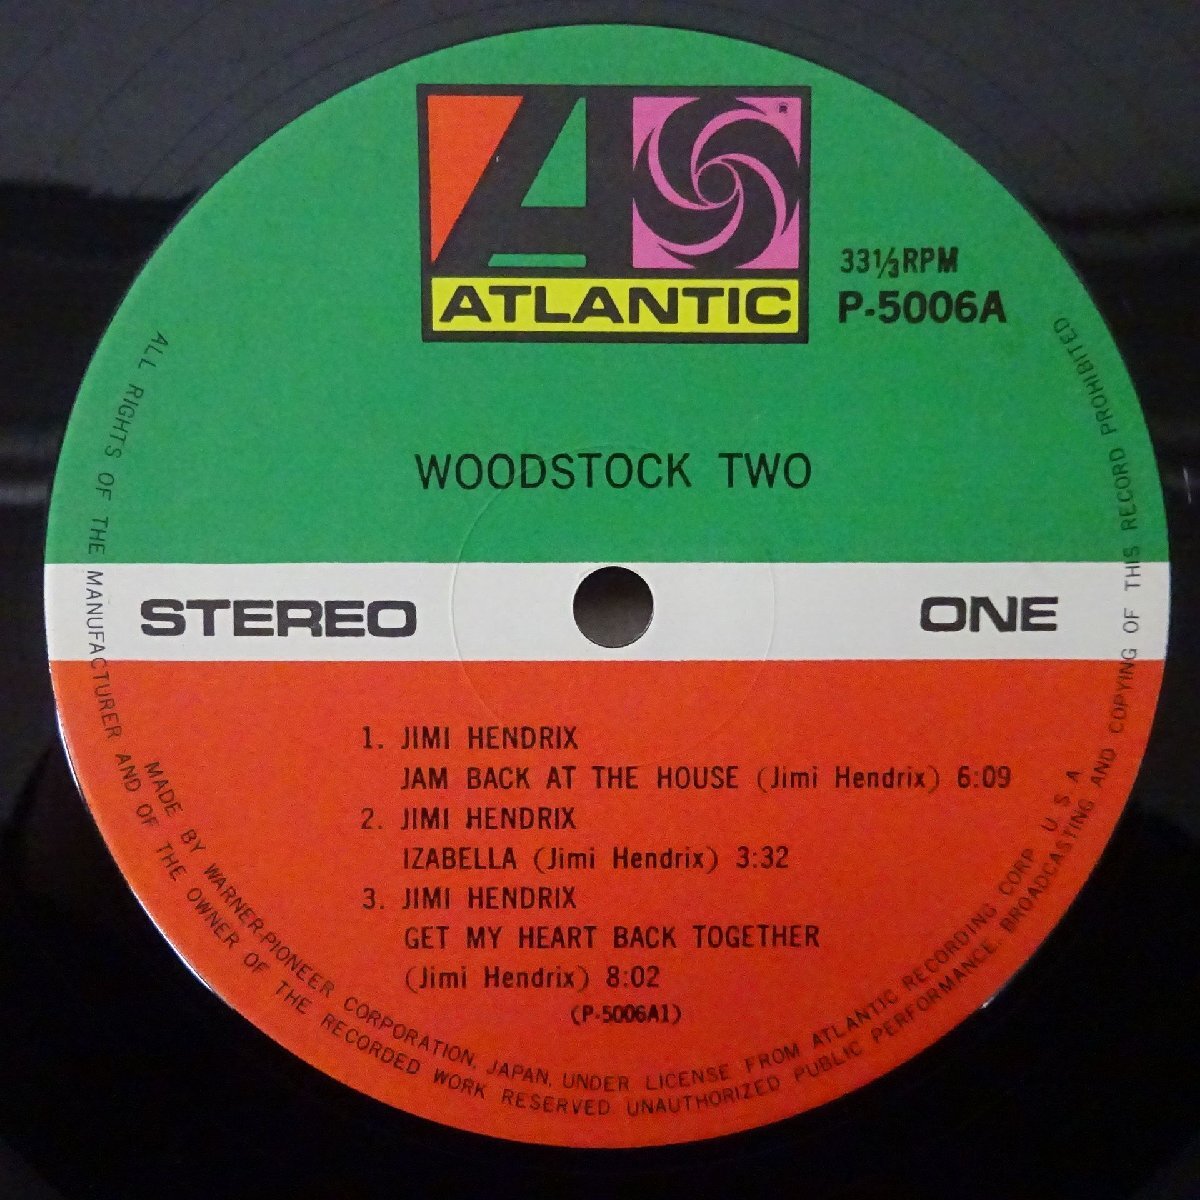 ®
ATLANTIC
33⅓RPM
P-5006A
WOODSTOCK TWO
STEREO
ONE
1. JIMI HENDRIX
JAM BACK AT THE HOUSE (Jimi Hendrix) 6:09
2. JIMI HENDRIX
IZABELLA (Jimi Hendrix) 3:32
3. JIMI HENDRIX
GET MY HEART BACK TOGETHER
(Jimi Hendrix) 8:02
(P-5006A1)
MADE BY WARNER-PIONEER CORPORATION, JAPAN, UNDER LICENSE FROM ATLANTIC RECORDING CORP U S A
ALL RIGHTS OF THE MANUFACTURER AND OF THE OWNER OF THE RECORDED WORK RESERVED UNAUTHORIZED PUBLIC PERFORMANCE. BROADCASTING AND COPYING OF THIS RECORD PROHIBITED